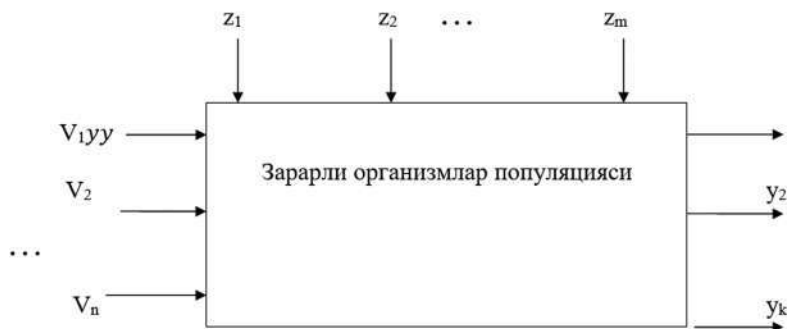 z₁ z₂ ... zₘ
V₁yy
Зарарли организмлар популяцияси
V₂ y₂
...
Vₙ yₖ